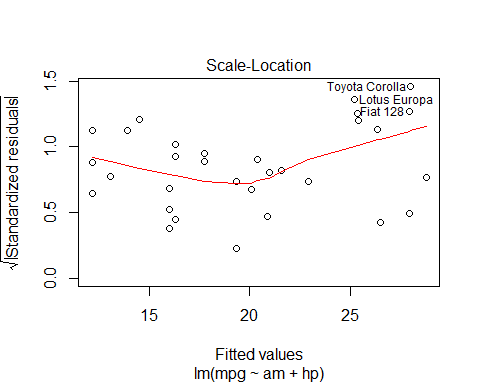 Scale-Location
√|Standardized residuals|
1.5
1.0
0.5
0.0
Toyota Corolla
Lotus Europa
Fiat 128
15
20
25
Fitted values
lm(mpg ~ am + hp)